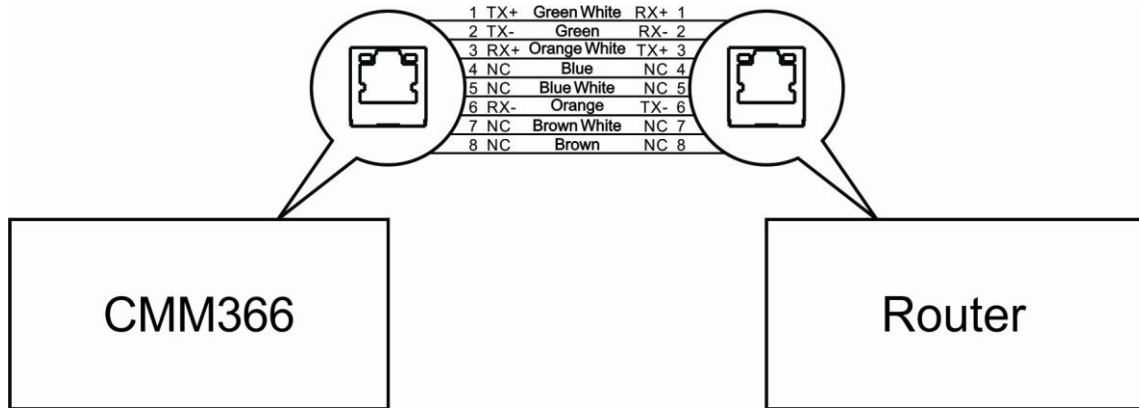 1 TX+ Green White RX+ 1
2 TX- Green RX- 2
3 RX+ Orange White TX+ 3
4 NC Blue NC 4
5 NC Blue White NC 5
6 RX- Orange TX- 6
7 NC Brown White NC 7
8 NC Brown NC 8
CMM366
Router